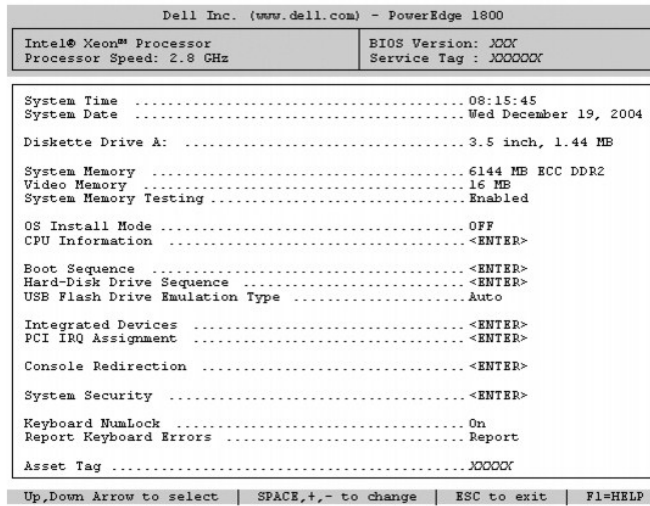 Dell Inc. (www.dell.com) - PowerEdge 1800
Intel® Xeon™ Processor
Processor Speed: 2.8 GHz
BIOS Version: XXX
Service Tag : XXXXXX
System Time ........................................ 08:15:45
System Date ........................................ Wed December 19, 2004
Diskette Drive A: .................................. 3.5 inch, 1.44 MB
System Memory ...................................... 6144 MB ECC DDR2
Video Memory ....................................... 16 MB
System Memory Testing ............................... Enabled
OS Install Mode .................................... OFF
CPU Information .................................... <ENTER>
Boot Sequence ...................................... <ENTER>
Hard-Disk Drive Sequence ........................... <ENTER>
USB Flash Drive Emulation Type ..................... Auto
Integrated Devices ................................. <ENTER>
PCI IRQ Assignment ................................. <ENTER>
Console Redirection ................................ <ENTER>
System Security .................................... <ENTER>
Keyboard NumLock ................................... On
Report Keyboard Errors ............................. Report
Asset Tag .......................................... XXXXX
Up,Down Arrow to select | SPACE,+,- to change | ESC to exit | F1=HELP